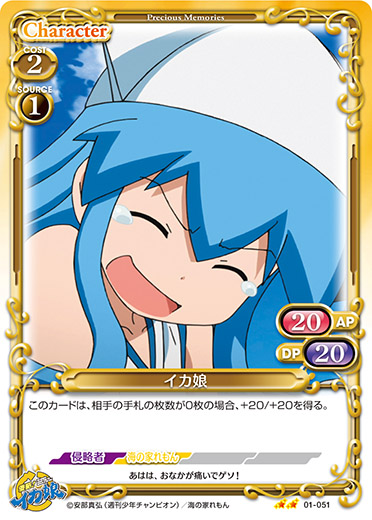 Precious Memories
Character
COST
2
SOURCE
1
20 AP
DP 20
イカ娘
このカードは、相手の手札の枚数が0枚の場合、+20/+20を得る。
侵略者 海の家れもん
あはは、おなかが痛いでゲソ!
イカ娘
©安部真弘(週刊少年チャンピオン)/海の家れもん
01-051